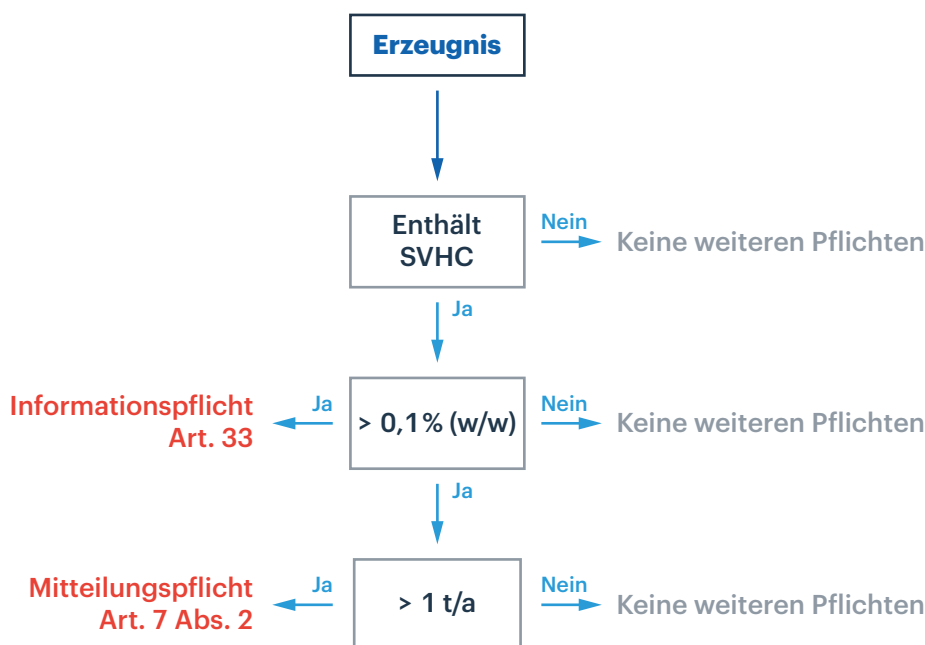 Erzeugnis
Enthält
SVHC
Nein
Keine weiteren Pflichten
Ja
Informationspflicht
Art. 33
Ja
> 0,1% (w/w)
Nein
Keine weiteren Pflichten
Ja
Mitteilungspflicht
Art. 7 Abs. 2
Ja
> 1 t/a
Nein
Keine weiteren Pflichten